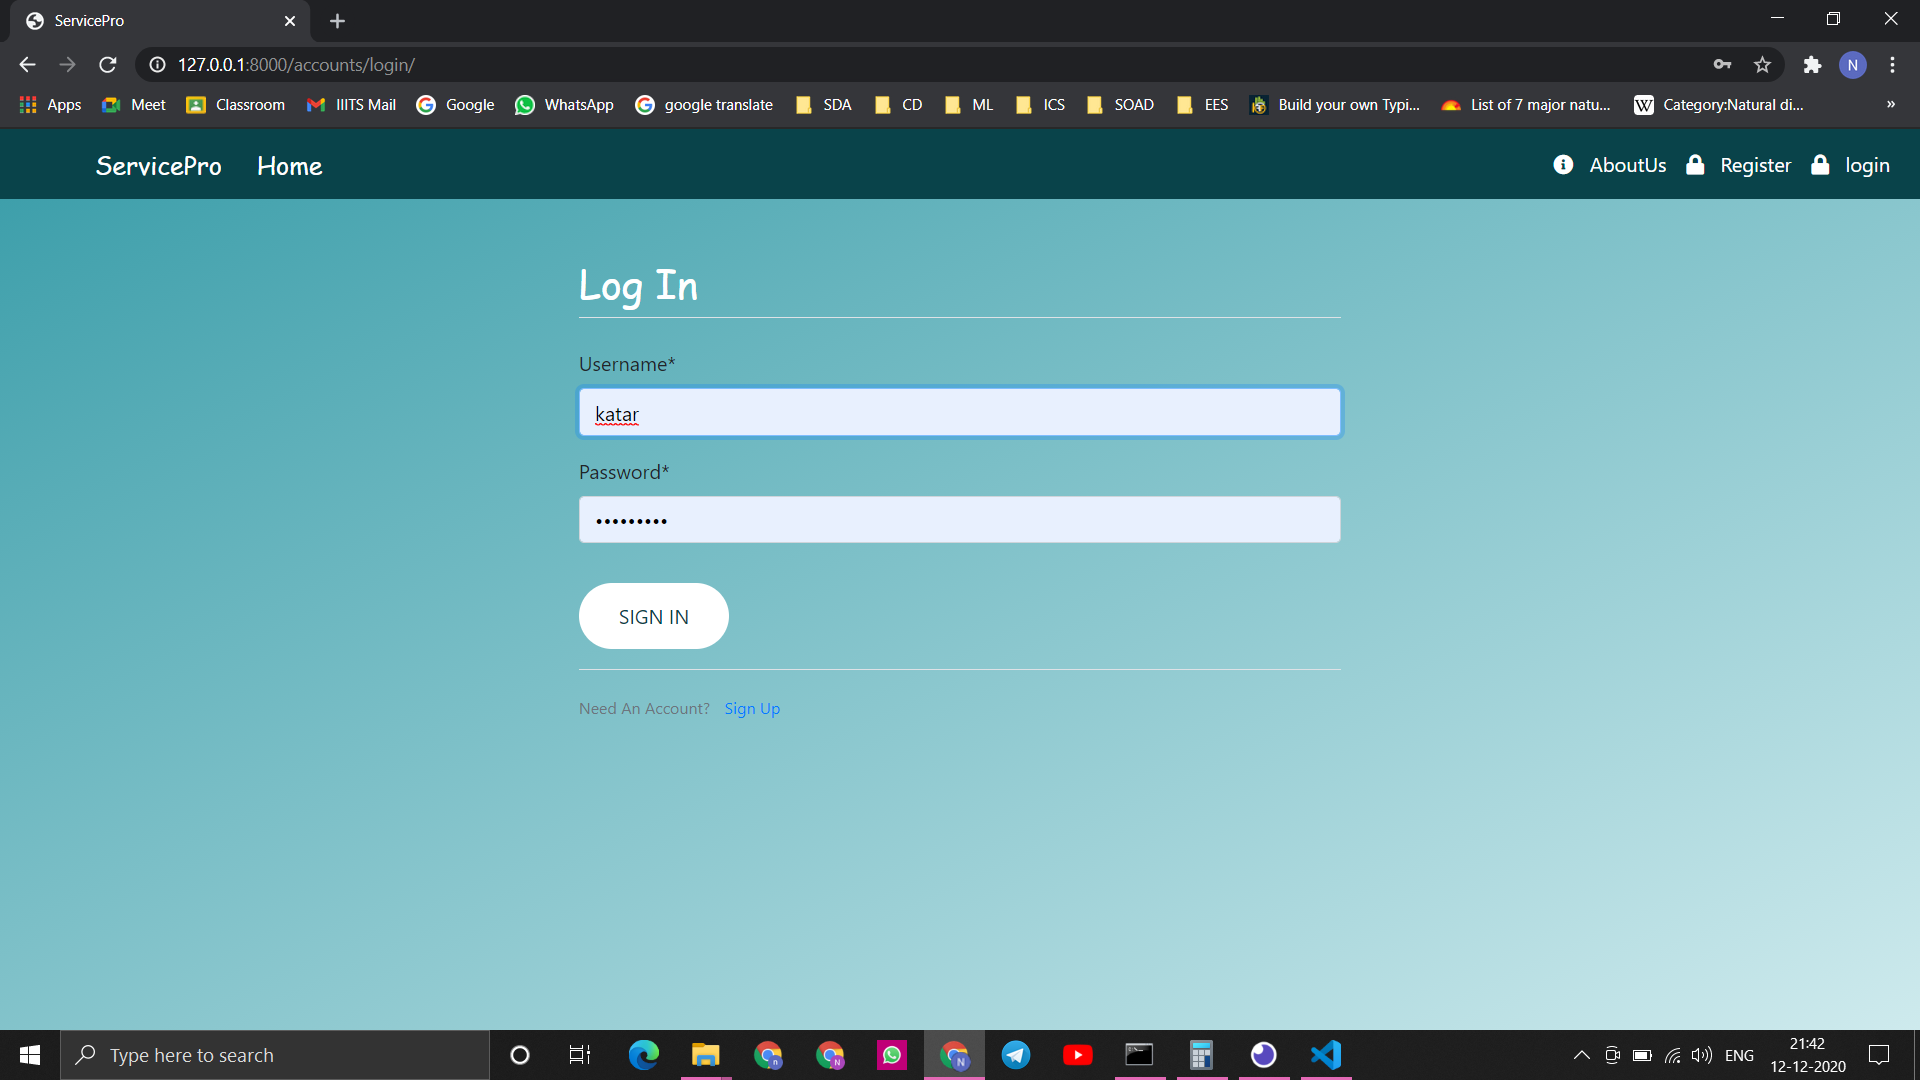 ServicePro
127.0.0.1:8000/accounts/login/
N
Apps Meet Classroom IIITS Mail Google WhatsApp google translate SDA CD ML ICS SOAD EES Build your own Typi... List of 7 major natu... W Category:Natural di... »
ServicePro Home AboutUs Register login
Log In
Username*
katar
Password*
•••••••••
SIGN IN
Need An Account? Sign Up
Type here to search
n N N
ENG
21:42
12-12-2020